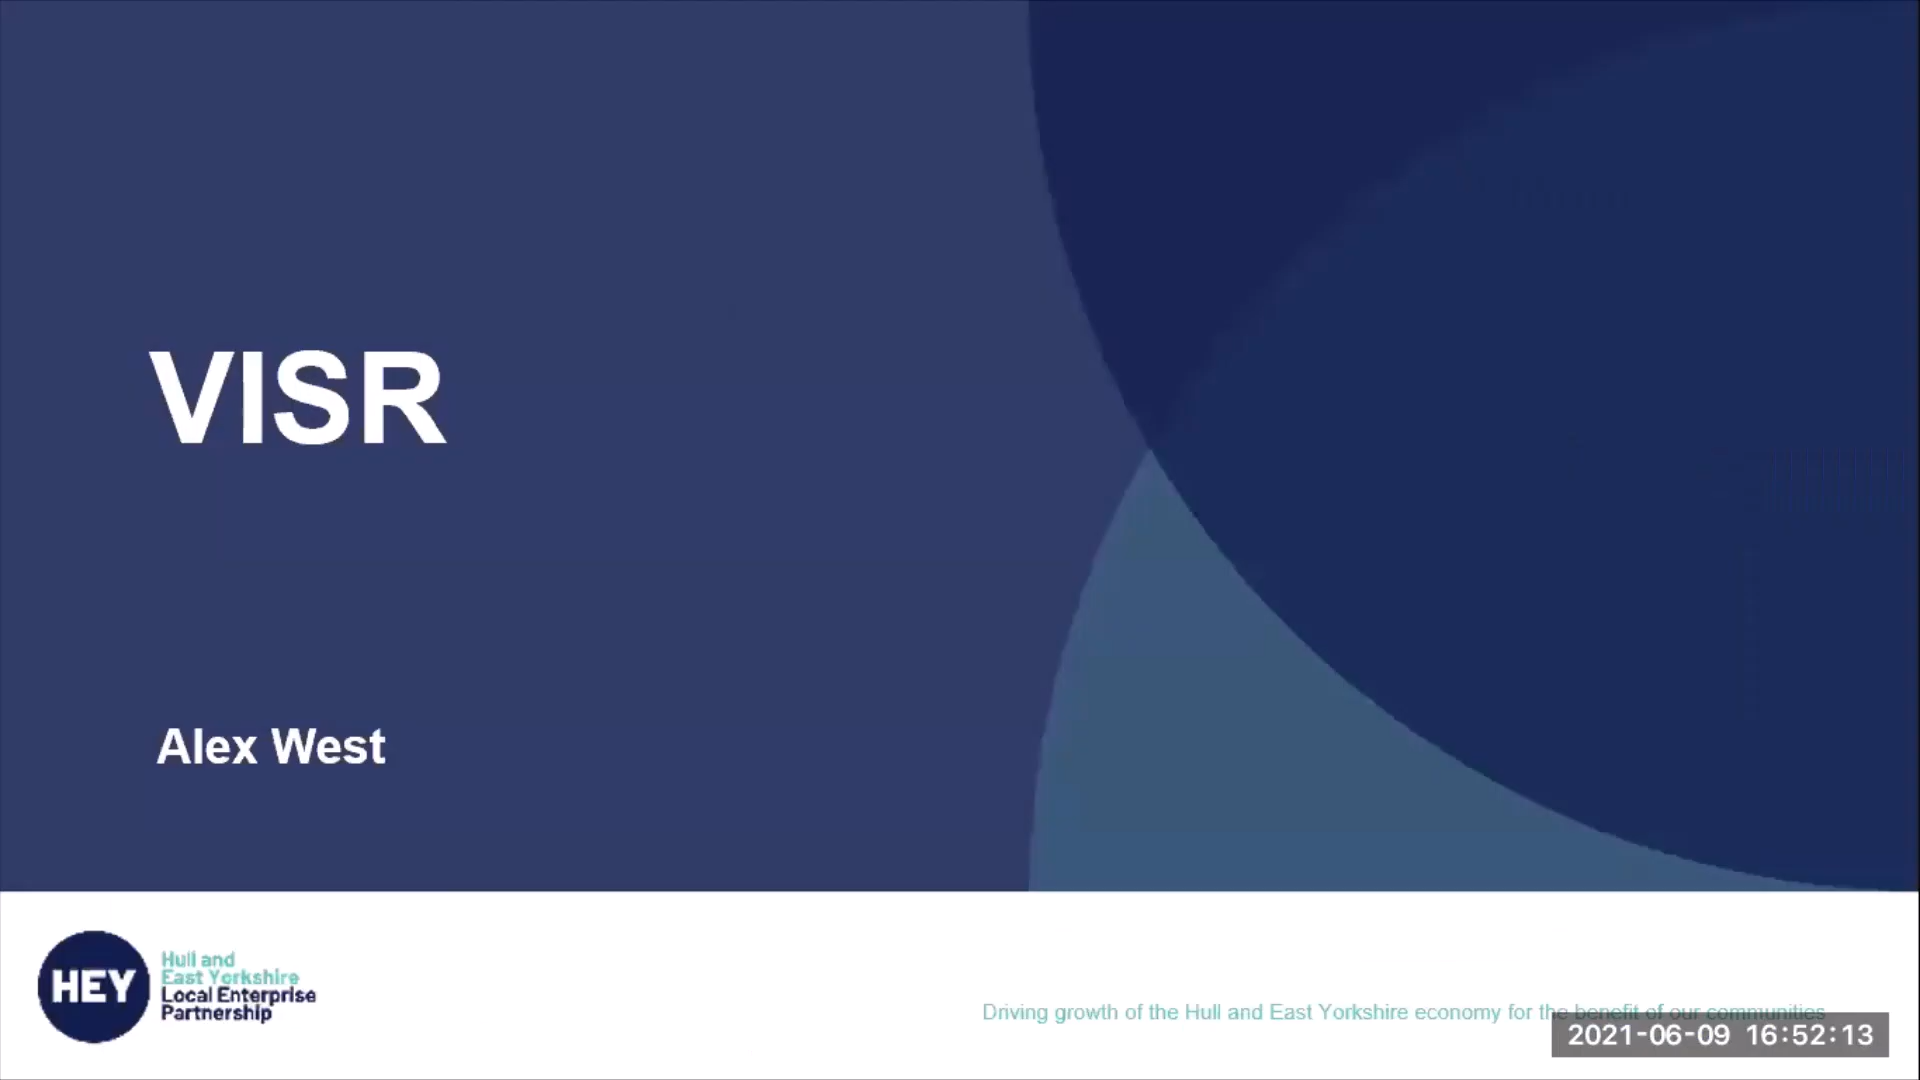 VISR
Alex West
HEY
Hull and
East Yorkshire
Local Enterprise
Partnership
Driving growth of the Hull and East Yorkshire economy for the benefit of our communities
2021-06-09 16:52:13